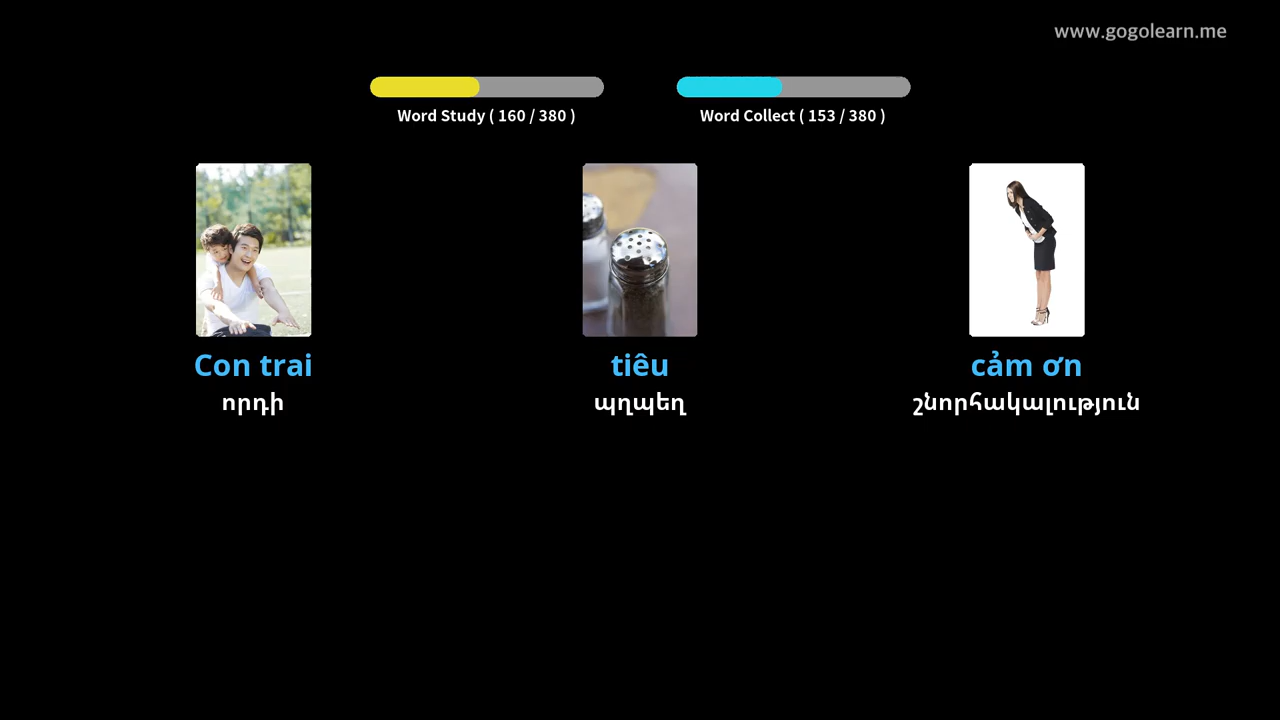 www.gogolearn.me
Word Study ( 160 / 380 )
Word Collect ( 153 / 380 )
Con trai
tiêu
cảm ơn
որդի
պղպեղ
շնորհակալություն